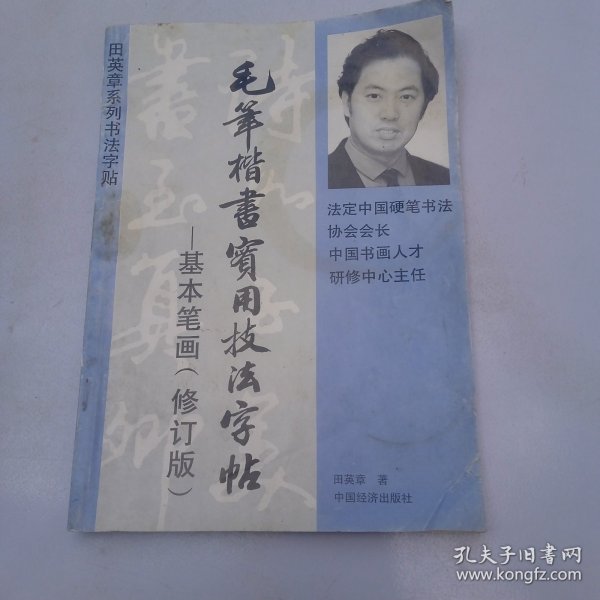 田英章系列书法字贴
毛筆楷書實用技法字帖
—基本笔画(修订版)
法定中国硬笔书法
协会会长
中国书画人才
研修中心主任
田英章 著
中国经济出版社
孔夫子旧书网
www.kongfz.com